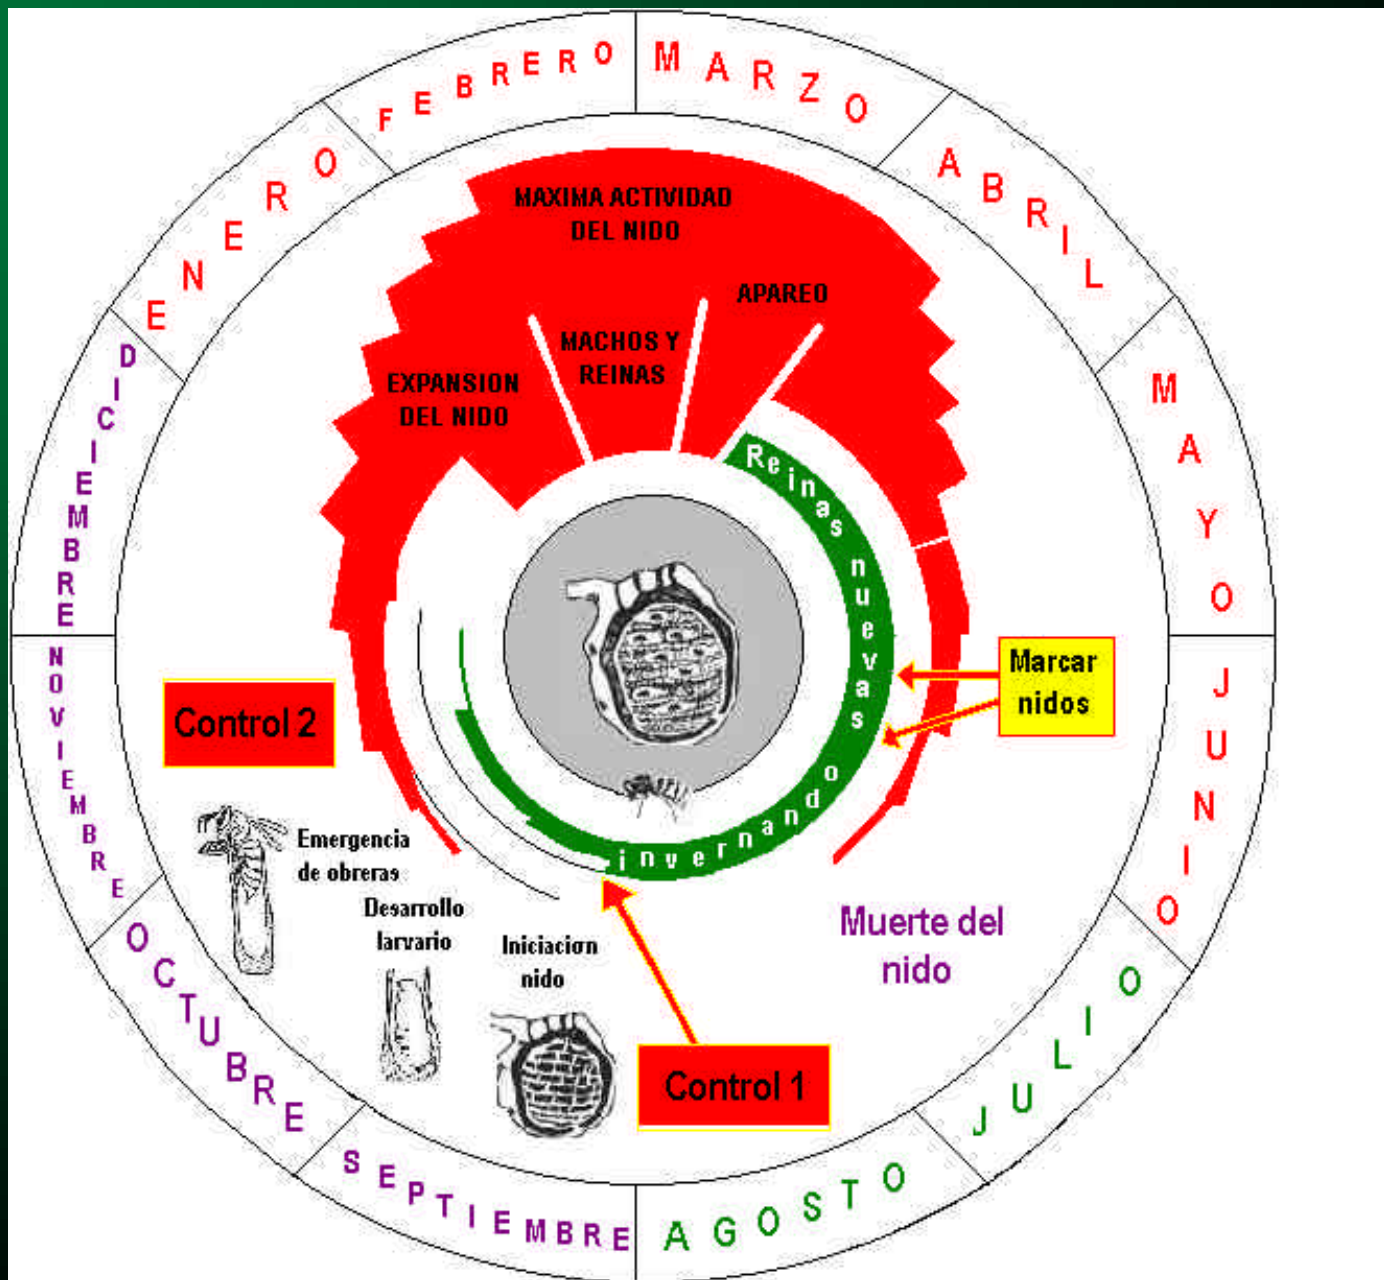 ENERO
FEBRERO
MARZO
ABRIL
MAYO
JUNIO
JULIO
AGOSTO
SEPTIEMBRE
OCTUBRE
NOVIEMBRE
DICIEMBRE
MAXIMA ACTIVIDAD
DEL NIDO
APAREO
MACHOS Y
REINAS
EXPANSION
DEL NIDO
Reinas nuevas invernando
Marcar
nidos
Control 2
Emergencia
de obreras
Desarrollo
larvario
Iniciacion
nido
Muerte del
nido
Control 1